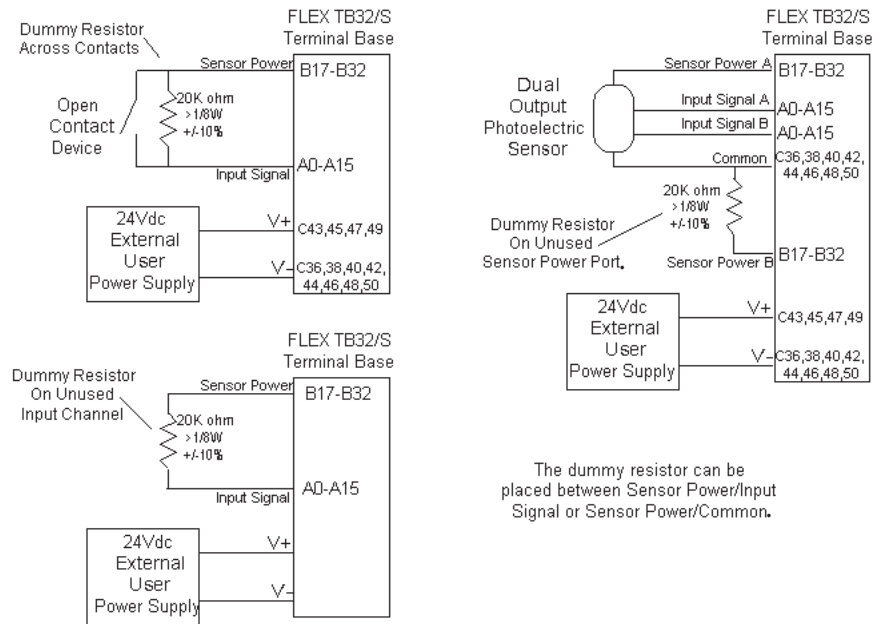 FLEX TB32/S
Terminal Base
Dummy Resistor
Across Contacts
Sensor Power
B17-B32
Open
Contact
Device
20K ohm
>1/8W
+/-10%
Input Signal
A0-A15
24Vdc
External
User
Power Supply
V+
C43,45,47,49
V-
C36,38,40,42,
44,46,48,50
FLEX TB32/S
Terminal Base
Dummy Resistor
On Unused
Input Channel
Sensor Power
B17-B32
20K ohm
>1/8W
+/-10%
Input Signal
A0-A15
24Vdc
External
User
Power Supply
V+
V-
FLEX TB32/S
Terminal Base
Sensor Power A
B17-B32
Dual
Output
Photoelectric
Sensor
Input Signal A
A0-A15
Input Signal B
A0-A15
Common
C36,38,40,42,
44,46,48,50
20K ohm
>1/8W
+/-10%
Dummy Resistor
On Unused
Sensor Power Port.
Sensor Power B
B17-B32
24Vdc
External
User
Power Supply
V+
C43,45,47,49
V-
C36,38,40,42,
44,46,48,50
The dummy resistor can be
placed between Sensor Power/Input
Signal or Sensor Power/Common.